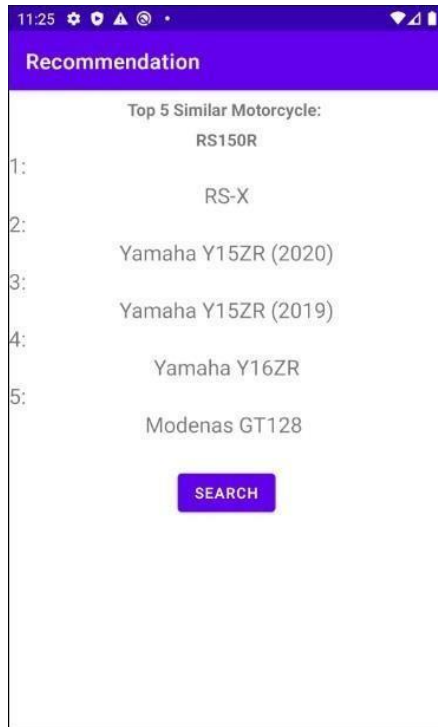 11:25
Recommendation
Top 5 Similar Motorcycle:
RS150R
1:
RS-X
2:
Yamaha Y15ZR (2020)
3:
Yamaha Y15ZR (2019)
4:
Yamaha Y16ZR
5:
Modenas GT128
SEARCH